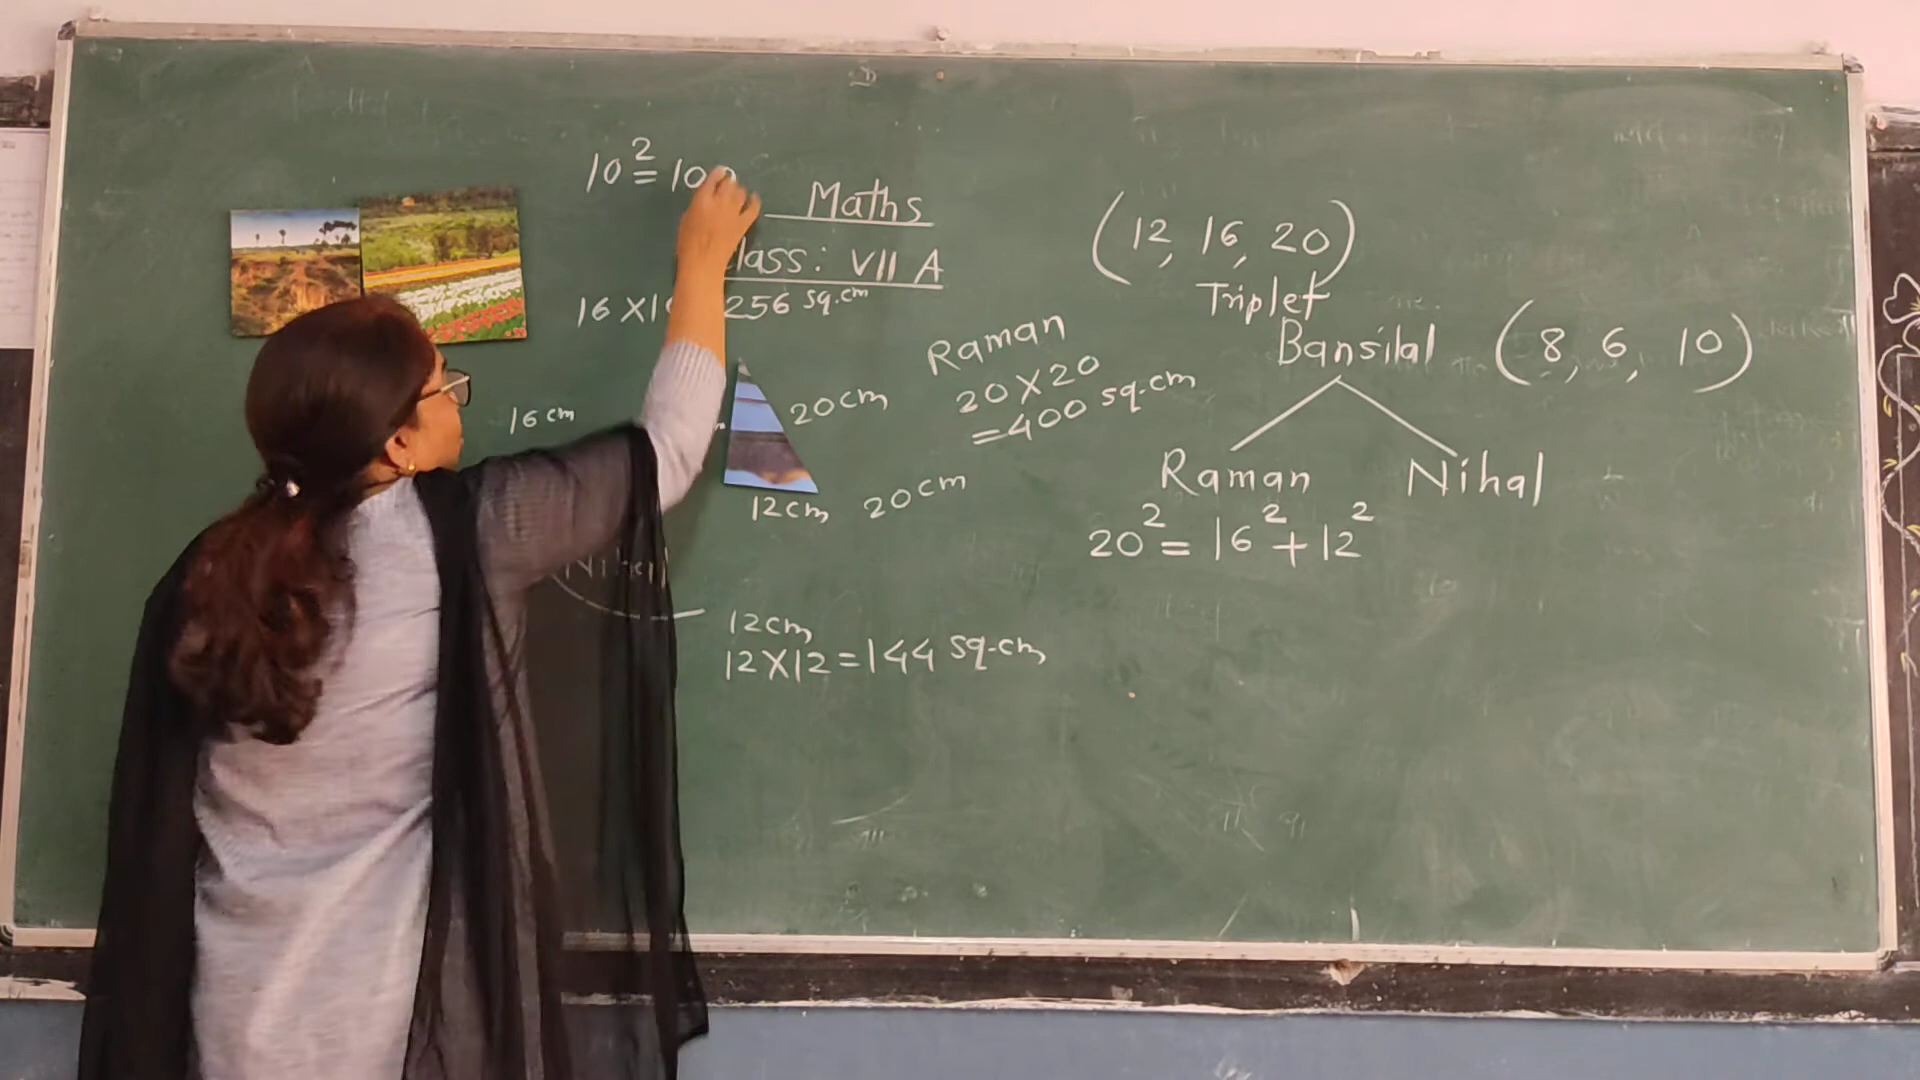 10² = 100
Maths
Class: VII A
16 X 16 256 sq.cm
16 cm
20cm
12cm
20cm
Raman
20 X 20
= 400 sq.cm
12cm
12 X 12 = 144 sq.cm
(12, 16, 20)
Triplet
Bansilal (8, 6, 10)
Raman Nihal
20² = 16² + 12²